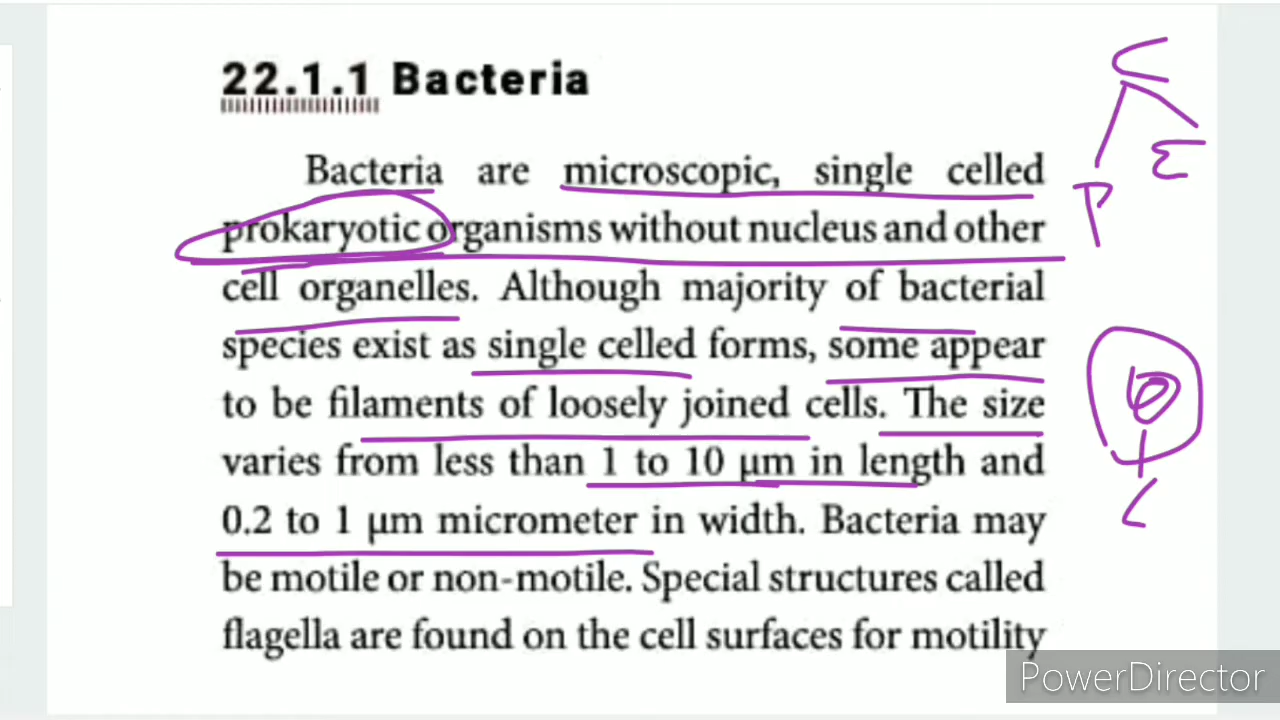 22.1.1 Bacteria
Bacteria are microscopic, single celled
prokaryotic organisms without nucleus and other
cell organelles. Although majority of bacterial
species exist as single celled forms, some appear
to be filaments of loosely joined cells. The size
varies from less than 1 to 10 μm in length and
0.2 to 1 μm micrometer in width. Bacteria may
be motile or non-motile. Special structures called
flagella are found on the cell surfaces for motility
C
P E
C
PowerDirector